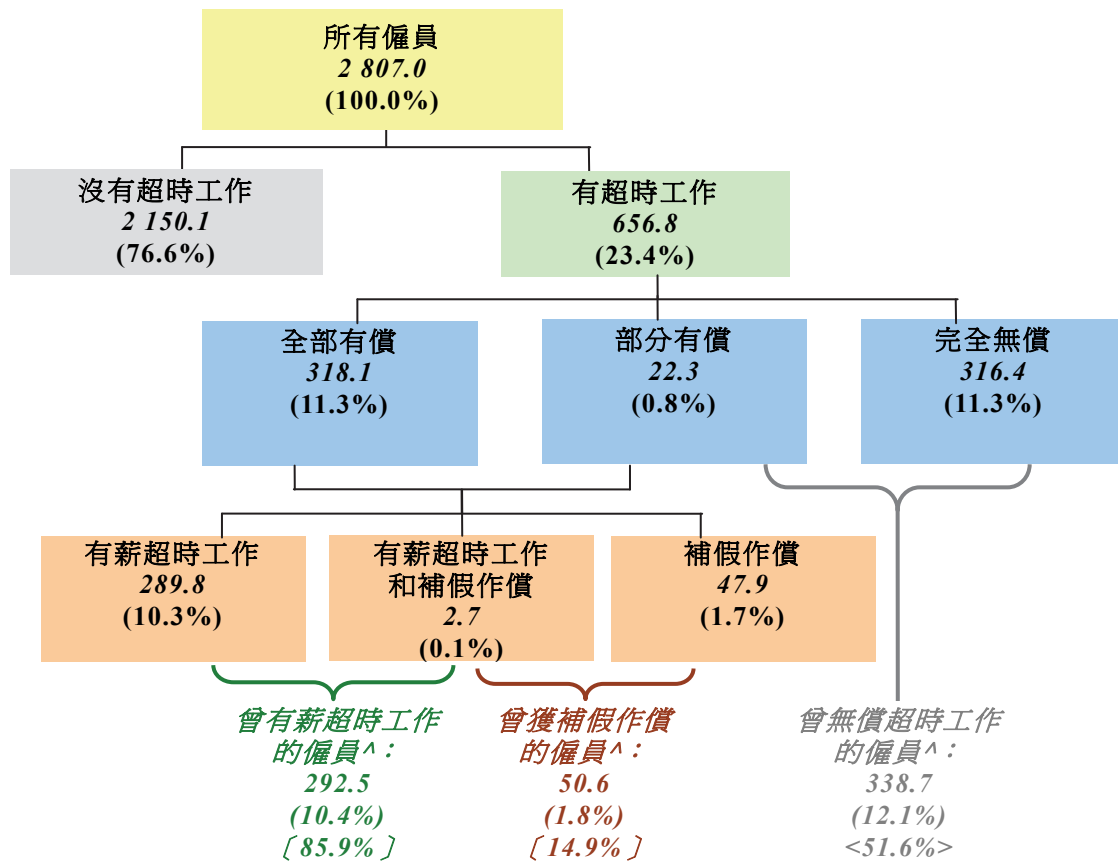 所有僱員
2 807.0
(100.0%)
沒有超時工作
2 150.1
(76.6%)
有超時工作
656.8
(23.4%)
全部有償
318.1
(11.3%)
部分有償
22.3
(0.8%)
完全無償
316.4
(11.3%)
有薪超時工作
289.8
(10.3%)
有薪超時工作
和補假作償
2.7
(0.1%)
補假作償
47.9
(1.7%)
曾有薪超時工作
的僱員^：
292.5
(10.4%)
〔85.9%〕
曾獲補假作償
的僱員^：
50.6
(1.8%)
〔14.9%〕
曾無償超時工作
的僱員^：
338.7
(12.1%)
<51.6%>